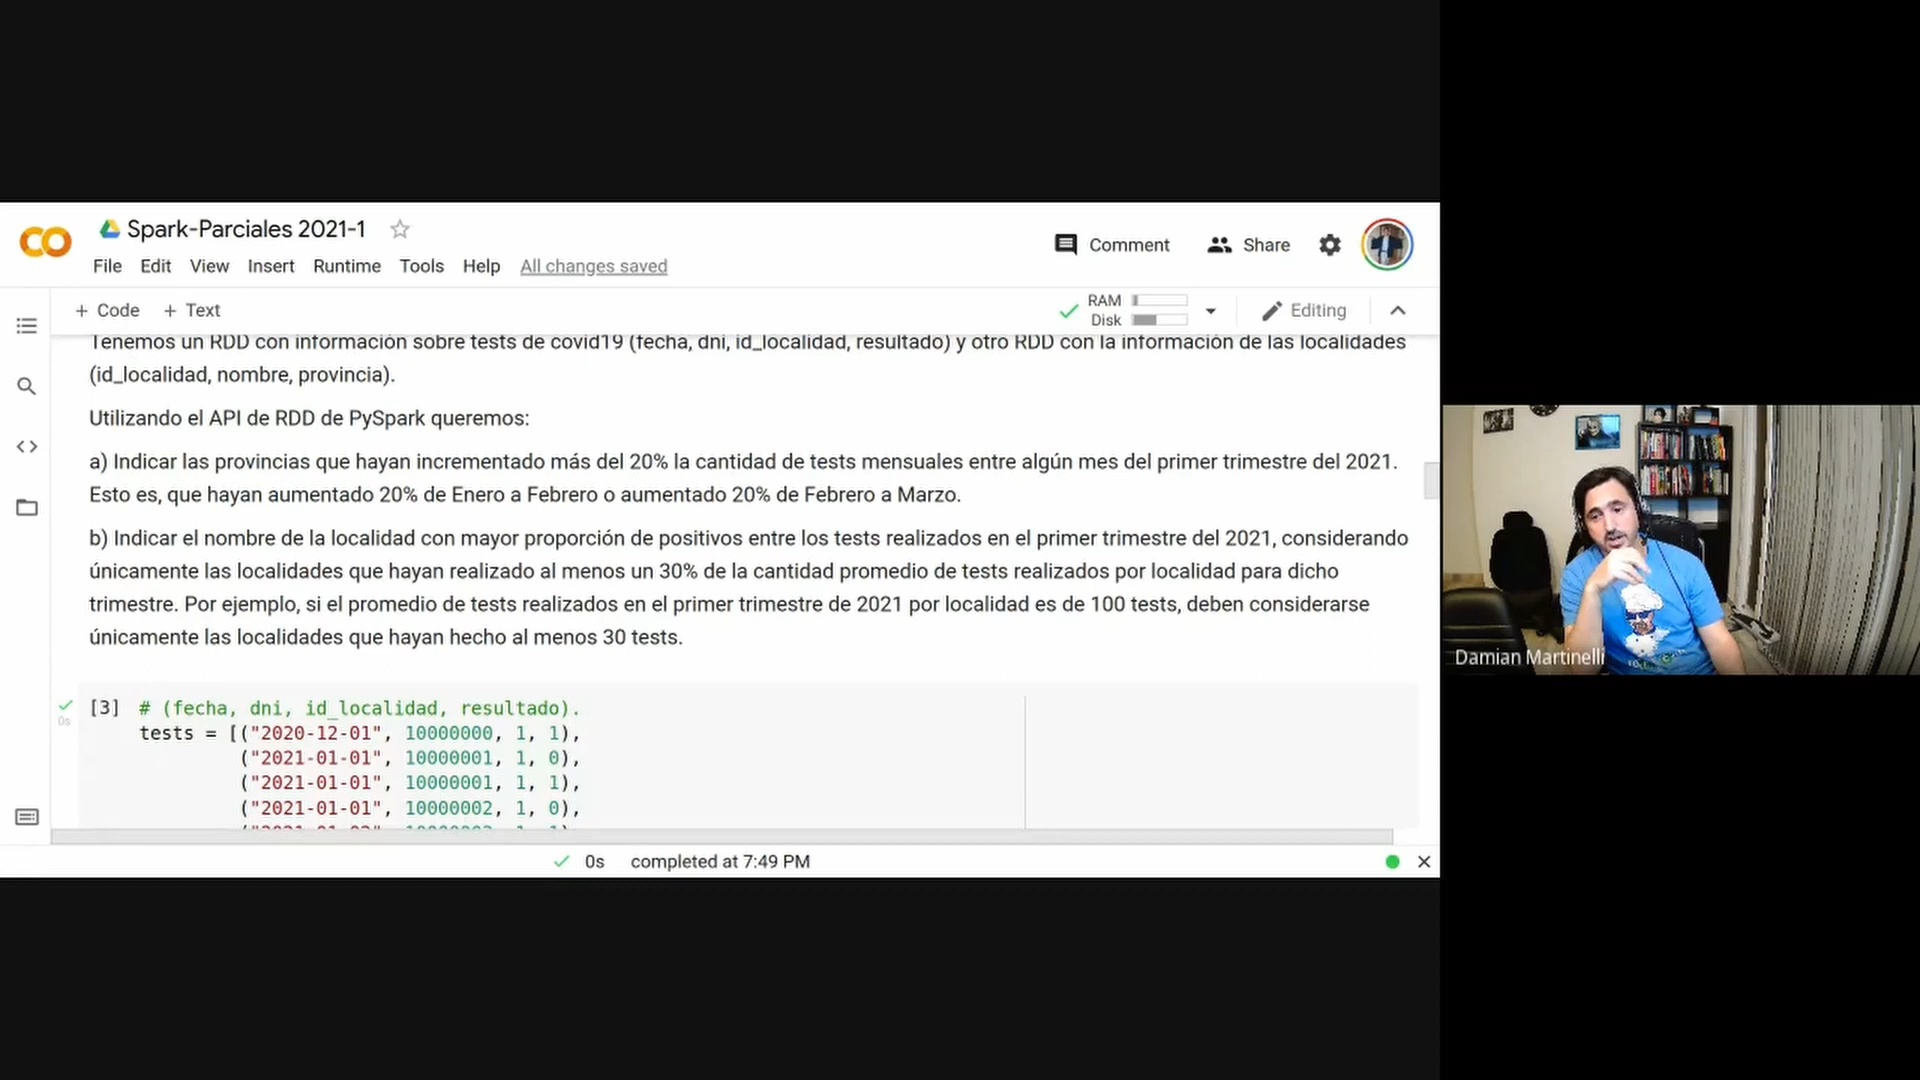 Spark-Parciales 2021-1
Comment
Share
File Edit View Insert Runtime Tools Help All changes saved
+ Code + Text
RAM
Disk
Editing
Tenemos un RDD con información sobre tests de covid19 (fecha, dni, id_localidad, resultado) y otro RDD con la información de las localidades
(id_localidad, nombre, provincia).
Utilizando el API de RDD de PySpark queremos:
a) Indicar las provincias que hayan incrementado más del 20% la cantidad de tests mensuales entre algún mes del primer trimestre del 2021.
Esto es, que hayan aumentado 20% de Enero a Febrero o aumentado 20% de Febrero a Marzo.
b) Indicar el nombre de la localidad con mayor proporción de positivos entre los tests realizados en el primer trimestre del 2021, considerando
únicamente las localidades que hayan realizado al menos un 30% de la cantidad promedio de tests realizados por localidad para dicho
trimestre. Por ejemplo, si el promedio de tests realizados en el primer trimestre de 2021 por localidad es de 100 tests, deben considerarse
únicamente las localidades que hayan hecho al menos 30 tests.
0s
[3] # (fecha, dni, id_localidad, resultado).
tests = [("2020-12-01", 10000000, 1, 1),
("2021-01-01", 10000001, 1, 0),
("2021-01-01", 10000001, 1, 1),
("2021-01-01", 10000002, 1, 0),
0s completed at 7:49 PM
Damian Martinelli